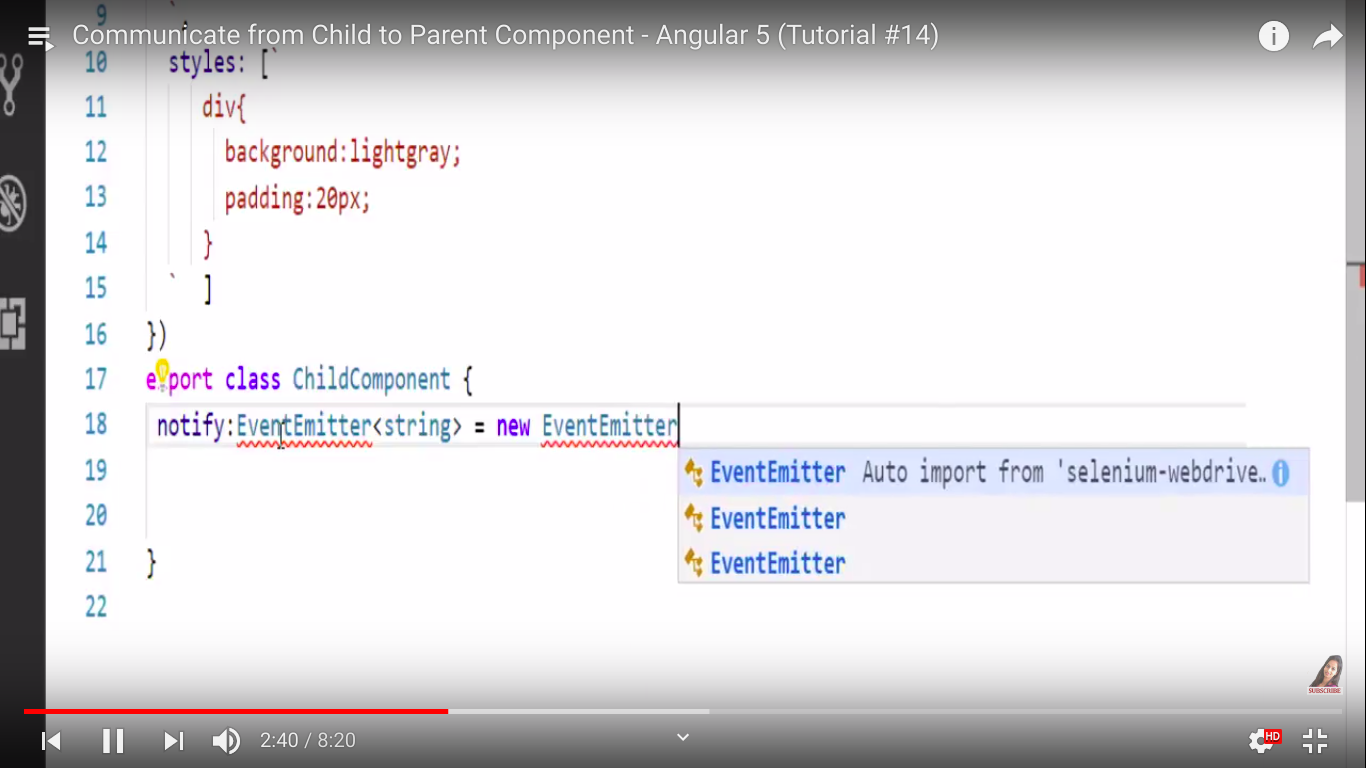 9 `
Communicate from Child to Parent Component - Angular 5 (Tutorial #14)
10 styles: [`
11 div{
12 background:lightgray;
13 padding:20px;
14 }
15 ` ]
16 })
17 export class ChildComponent {
18 notify:EventEmitter<string> = new EventEmitter
19 EventEmitter Auto import from 'selenium-webdrive..
20 EventEmitter
21 } EventEmitter
22
SUBSCRIBE
2:40 / 8:20
HD